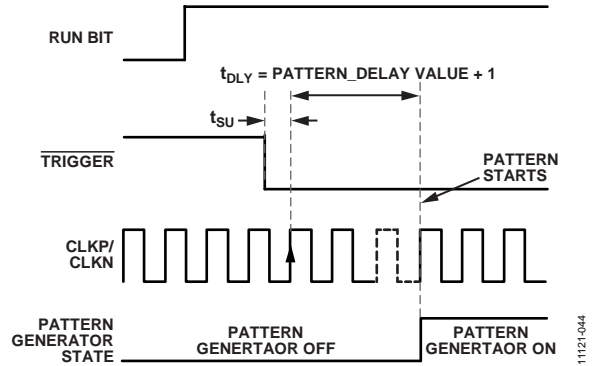 RUN BIT
tDLY = PATTERN_DELAY VALUE + 1
tSU
TRIGGER
PATTERN
STARTS
CLKP/
CLKN
PATTERN
GENERATOR
STATE
PATTERN
GENERTAOR OFF
PATTERN
GENERTAOR ON
11121-044